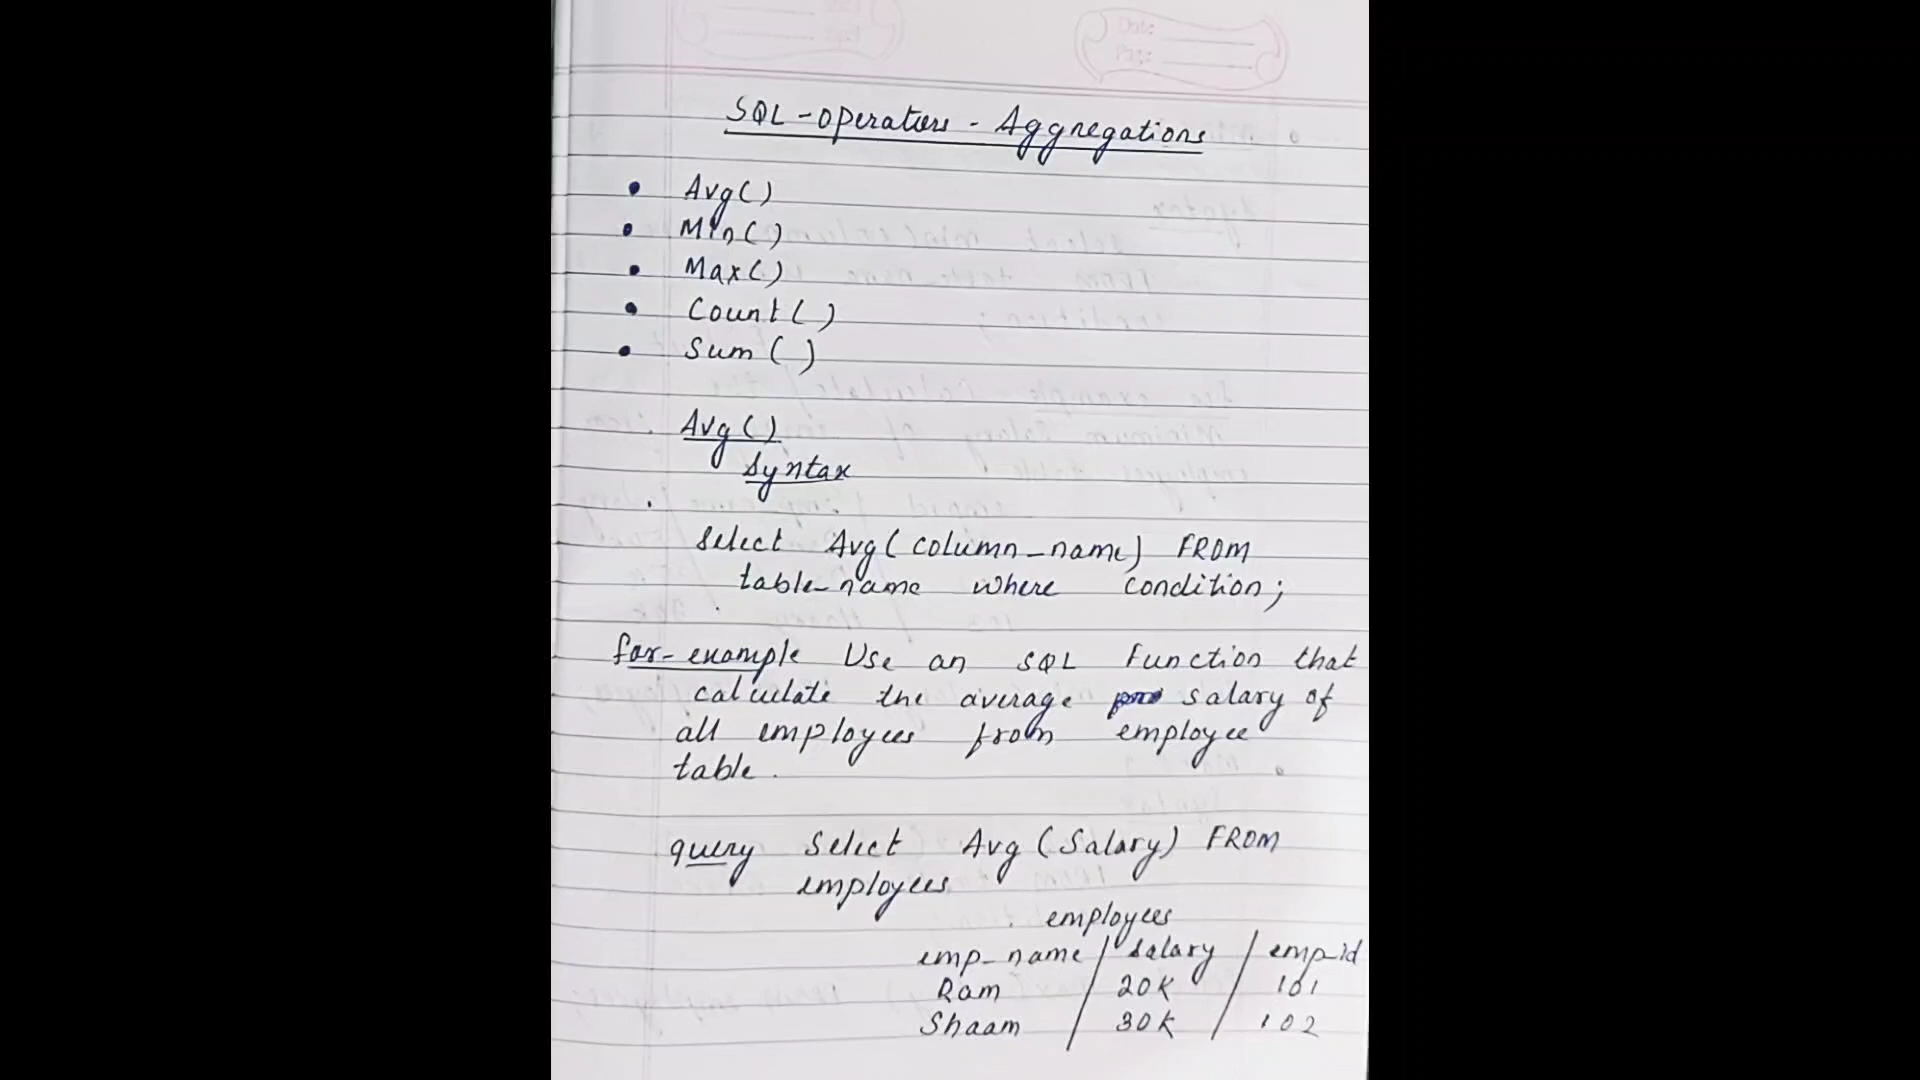 SQL - operators - Aggregations
• Avg()
• Min()
• Max()
• Count()
• Sum ( )
Avg()
Syntax
Select Avg(column_name) FROM
table_name where condition;
for-example Use an SQL Function that
calculate the average salary of
all employees from employee
table.
query Select Avg (Salary) FROM
employees
employees
emp_name / salary / emp_id
Ram / 20K / 101
Shaam / 30K / 102